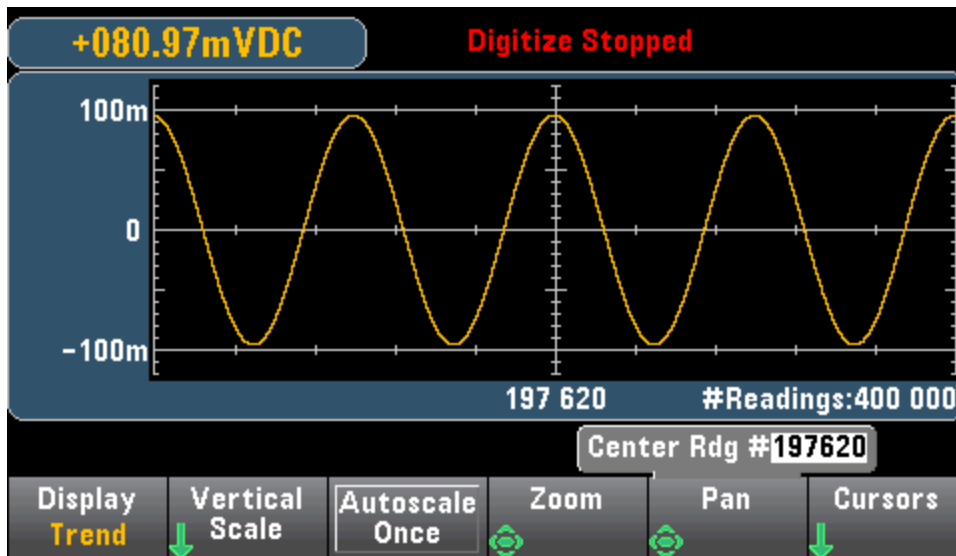 +080.97mVDC
Digitize Stopped
100m
0
-100m
197 620 #Readings:400 000
Center Rdg #197620
Display Vertical Autoscale Zoom Pan Cursors
Trend Scale Once